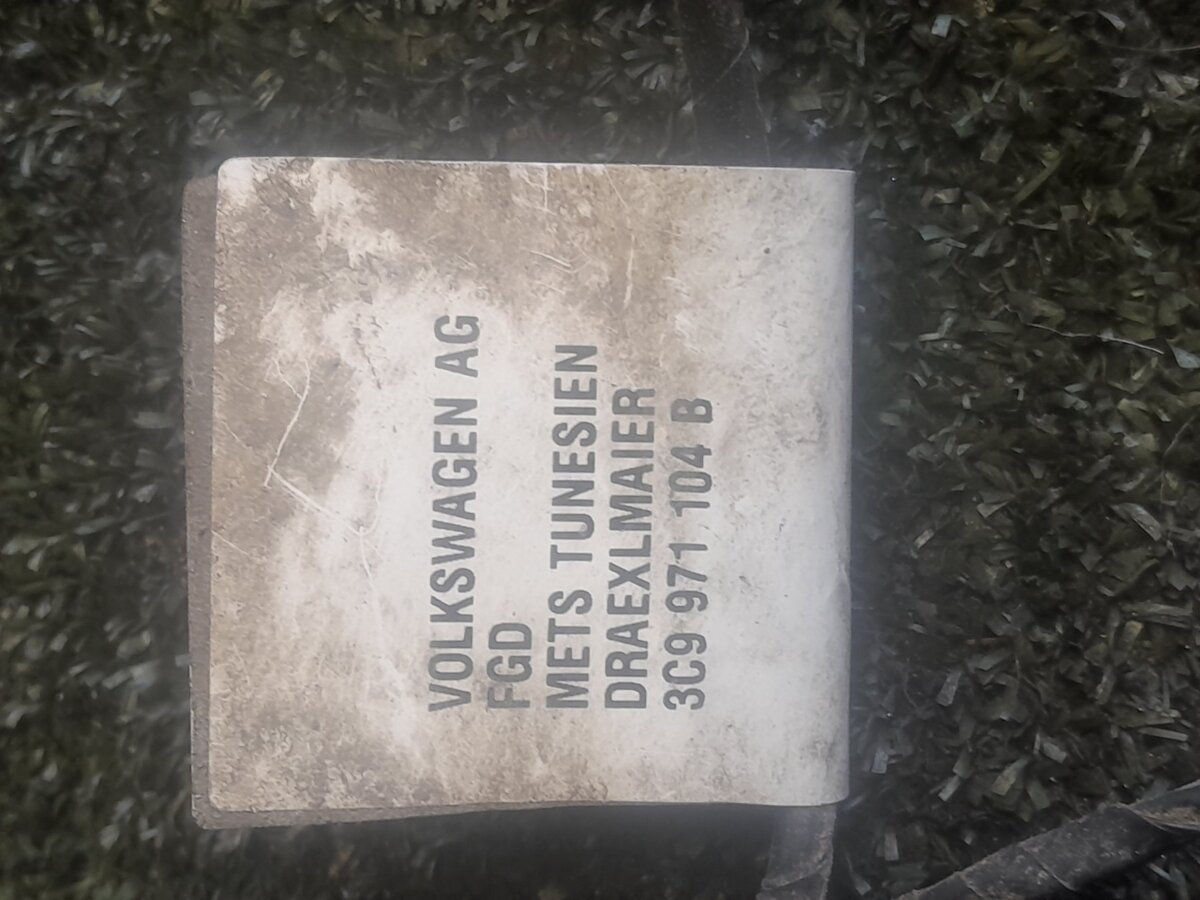 VOLKSWAGEN AG
FGD
METS TUNESIEN
DRAEXLMAIER
3C9 971 104 B